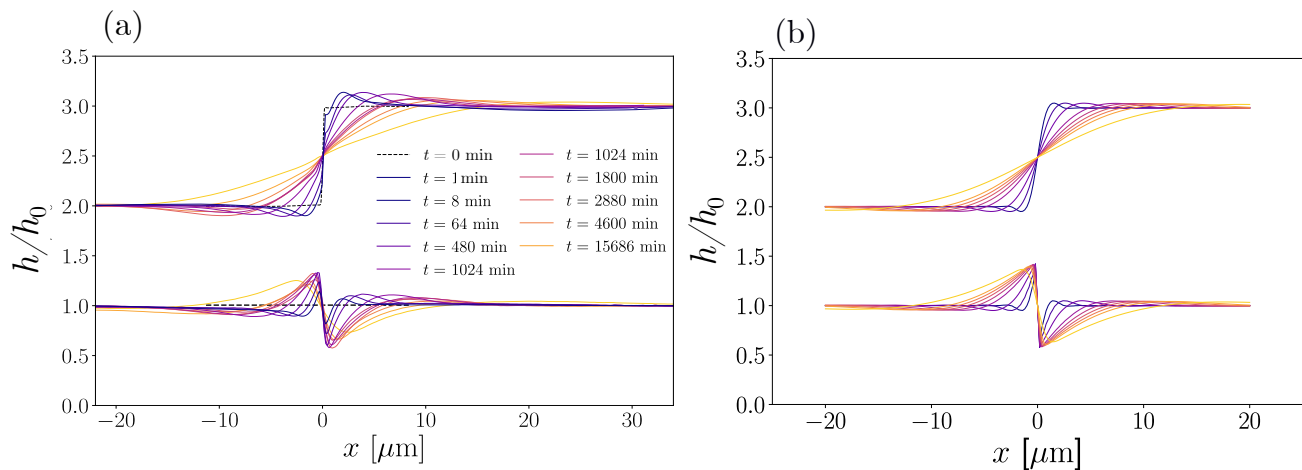 (a)
(b)
3.5
3.0
2.5
2.0
1.5
1.0
0.5
0.0
h/h0
t = 0 min
t = 1min
t = 8 min
t = 64 min
t = 480 min
t = 1024 min
t = 1024 min
t = 1800 min
t = 2880 min
t = 4600 min
t = 15686 min
−20 −10 0 10 20 30
x [μm]
3.5
3.0
2.5
2.0
1.5
1.0
0.5
0.0
h/h0
−20 −10 0 10 20
x [μm]